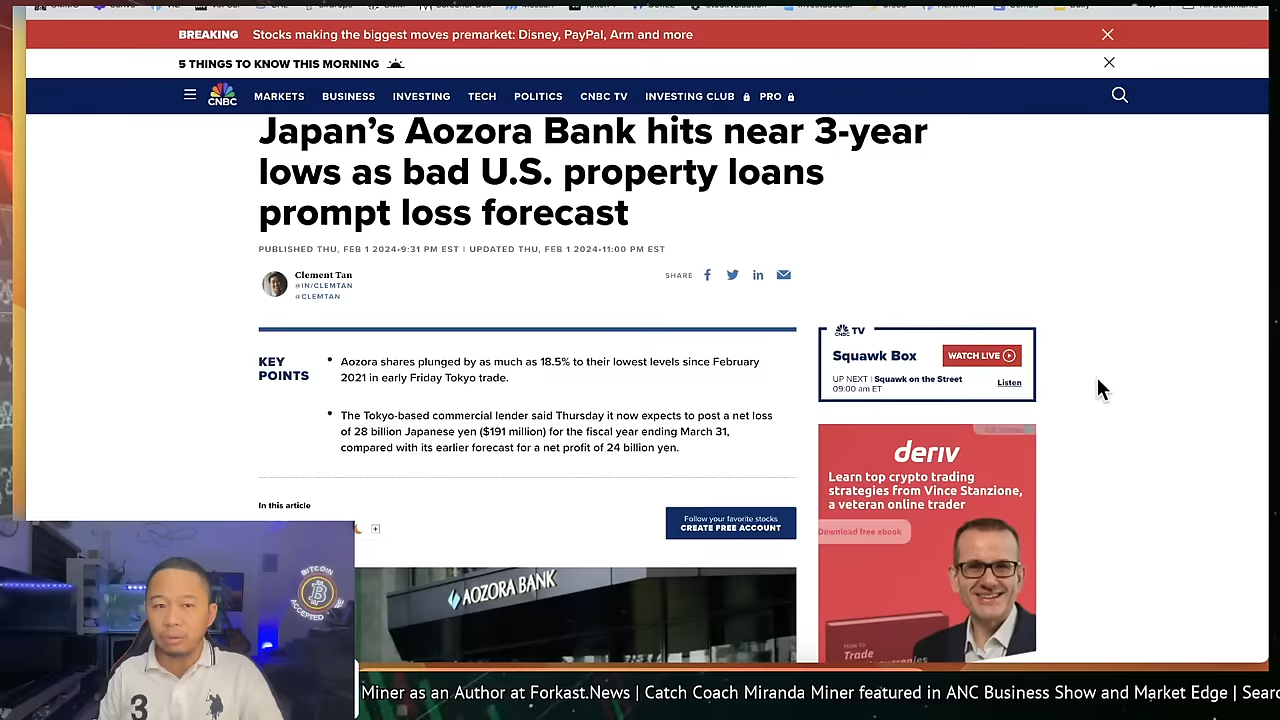 BREAKING Stocks making the biggest moves premarket: Disney, PayPal, Arm and more
5 THINGS TO KNOW THIS MORNING
CNBC MARKETS BUSINESS INVESTING TECH POLITICS CNBC TV INVESTING CLUB PRO
Japan's Aozora Bank hits near 3-year
lows as bad U.S. property loans
prompt loss forecast
PUBLISHED THU, FEB 1 2024•9:31 PM EST | UPDATED THU, FEB 1 2024•11:00 PM EST
Clement Tan
@IN/CLEMTAN
@CLEMTAN
SHARE
KEY
POINTS
• Aozora shares plunged by as much as 18.5% to their lowest levels since February
2021 in early Friday Tokyo trade.
• The Tokyo-based commercial lender said Thursday it now expects to post a net loss
of 28 billion Japanese yen ($191 million) for the fiscal year ending March 31,
compared with its earlier forecast for a net profit of 24 billion yen.
In this article
Follow your favorite stocks
CREATE FREE ACCOUNT
AOZORA BANK
CNBC TV
Squawk Box
WATCH LIVE
UP NEXT | Squawk on the Street
09:00 am ET
Listen
deriv
Learn top crypto trading
strategies from Vince Stanzione,
a veteran online trader
Download free ebook
How to
Trade
BITCOIN
ACCEPTED
3
Miner as an Author at Forkast.News | Catch Coach Miranda Miner featured in ANC Business Show and Market Edge | Searc